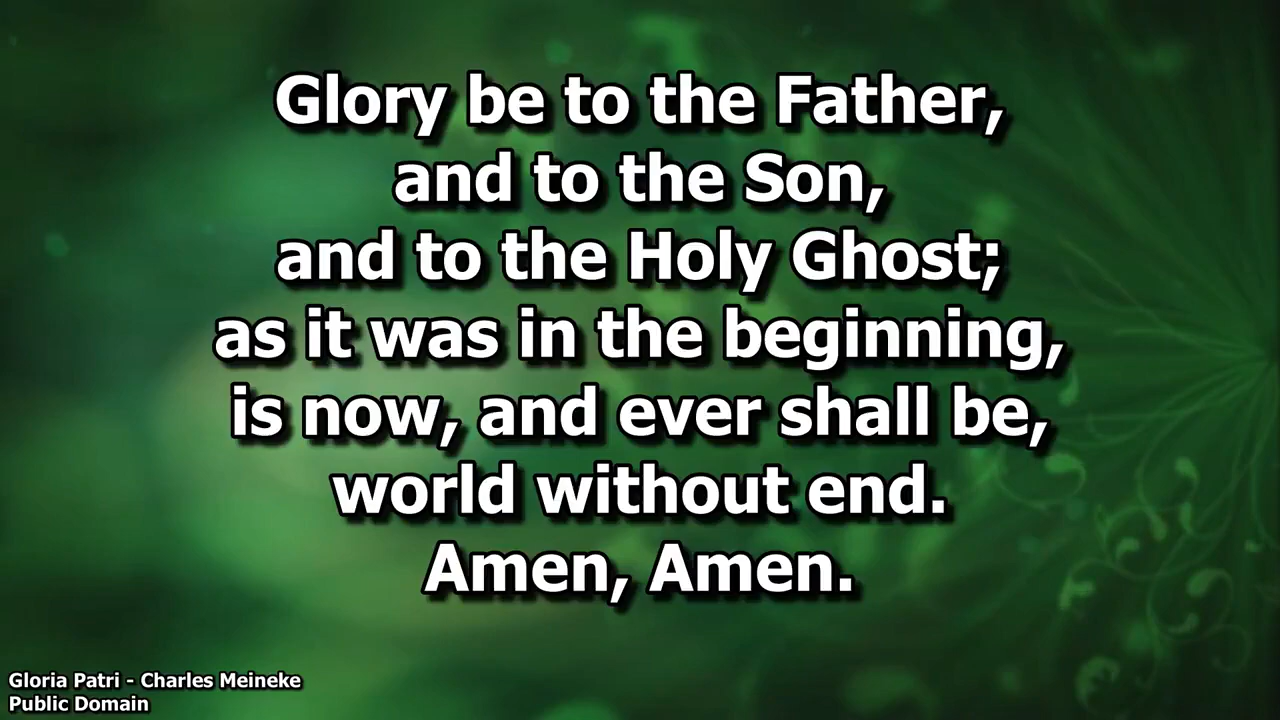 Glory be to the Father,
and to the Son,
and to the Holy Ghost;
as it was in the beginning,
is now, and ever shall be,
world without end.
Amen, Amen.
Gloria Patri - Charles Meineke
Public Domain